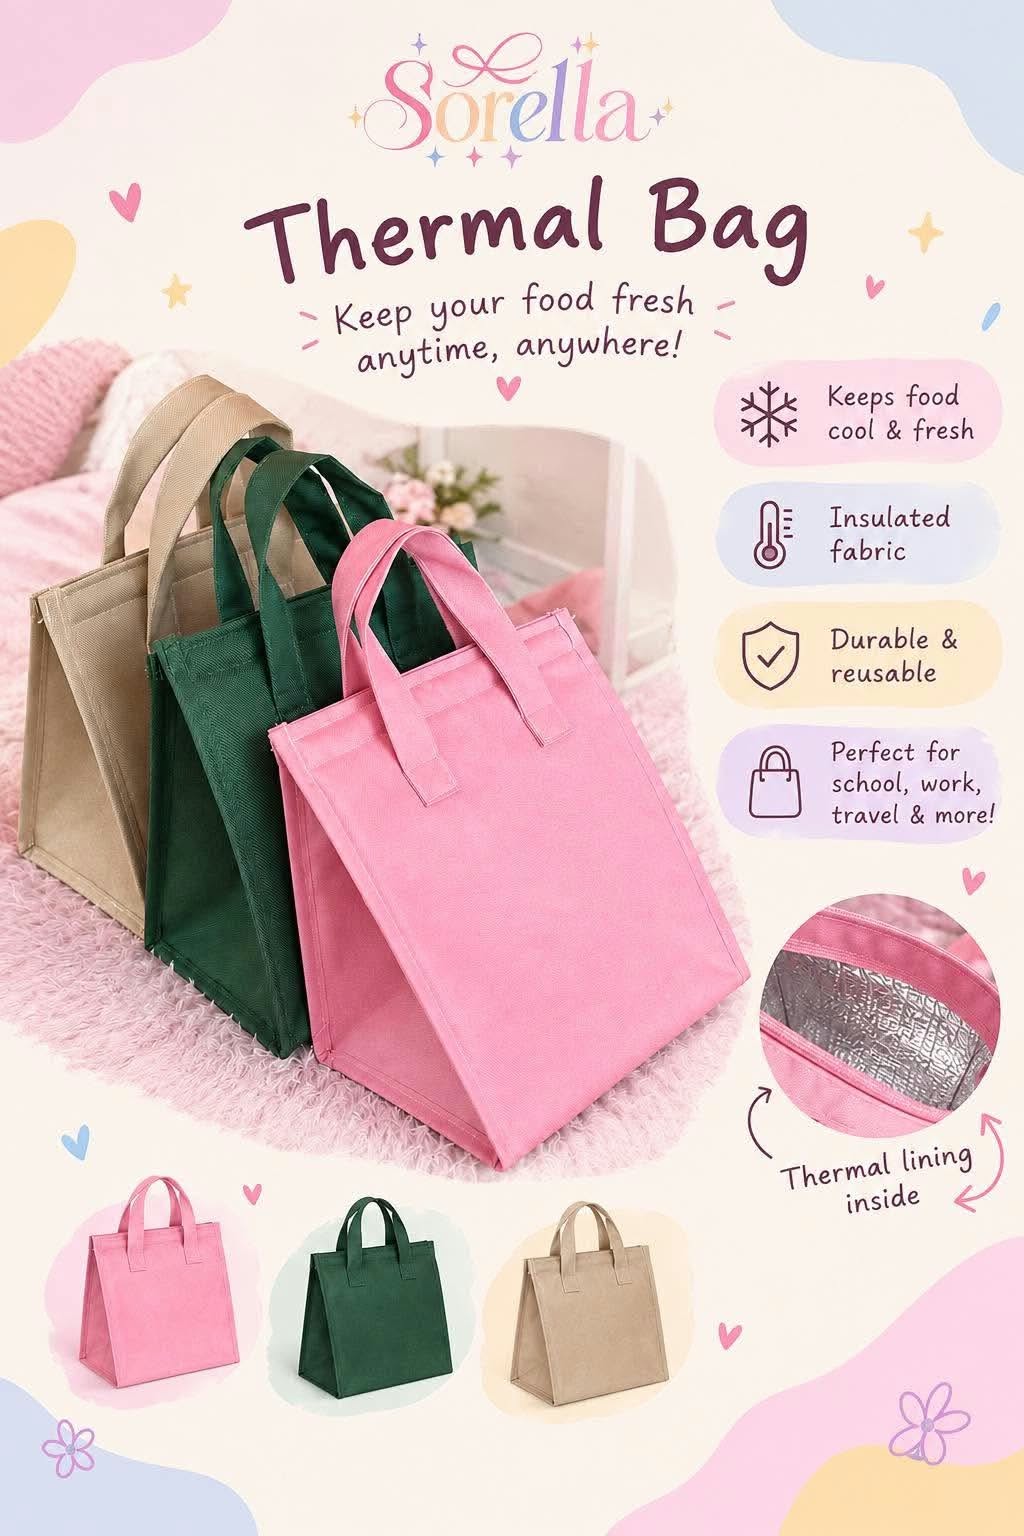 Sorella
Thermal Bag
Keep your food fresh
anytime, anywhere!
Keeps food
cool & fresh
Insulated
fabric
Durable &
reusable
Perfect for
school, work,
travel & more!
Thermal lining
inside